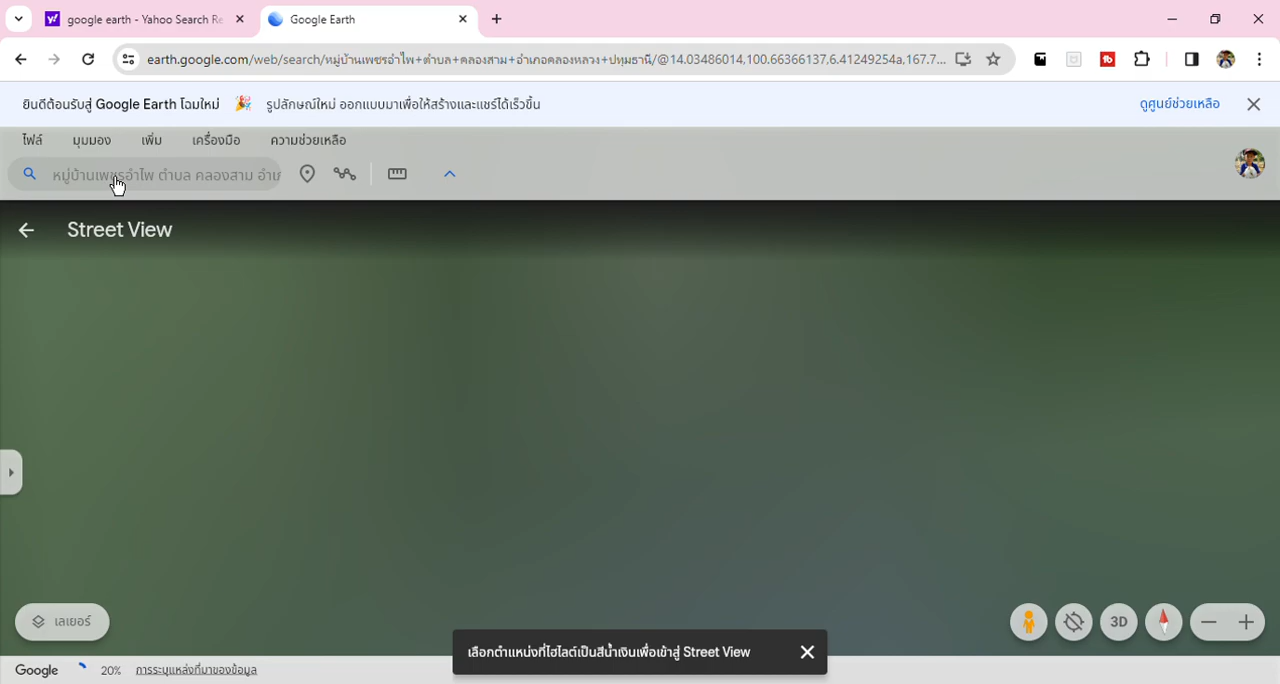 google earth - Yahoo Search Re
Google Earth
earth.google.com/web/search/หมู่บ้านเพชรอำไพ+ตำบล+คลองสาม+อำเภอคลองหลวง+ปทุมธานี/@14.03486014,100.66366137,6.41249254a,167.7...
ยินดีต้อนรับสู่ Google Earth โฉมใหม่ 🎉 รูปลักษณ์ใหม่ ออกแบบมาเพื่อให้สร้างและแชร์ได้เร็วขึ้น ดูศูนย์ช่วยเหลือ
ไฟล์ มุมมอง เพิ่ม เครื่องมือ ความช่วยเหลือ
หมู่บ้านเพชรอำไพ ตำบล คลองสาม อำเภ
Street View
เลเยอร์
3D
เลือกตำแหน่งที่ไฮไลต์เป็นสีน้ำเงินเพื่อเข้าสู่ Street View
Google 20% การระบุแหล่งที่มาของข้อมูล